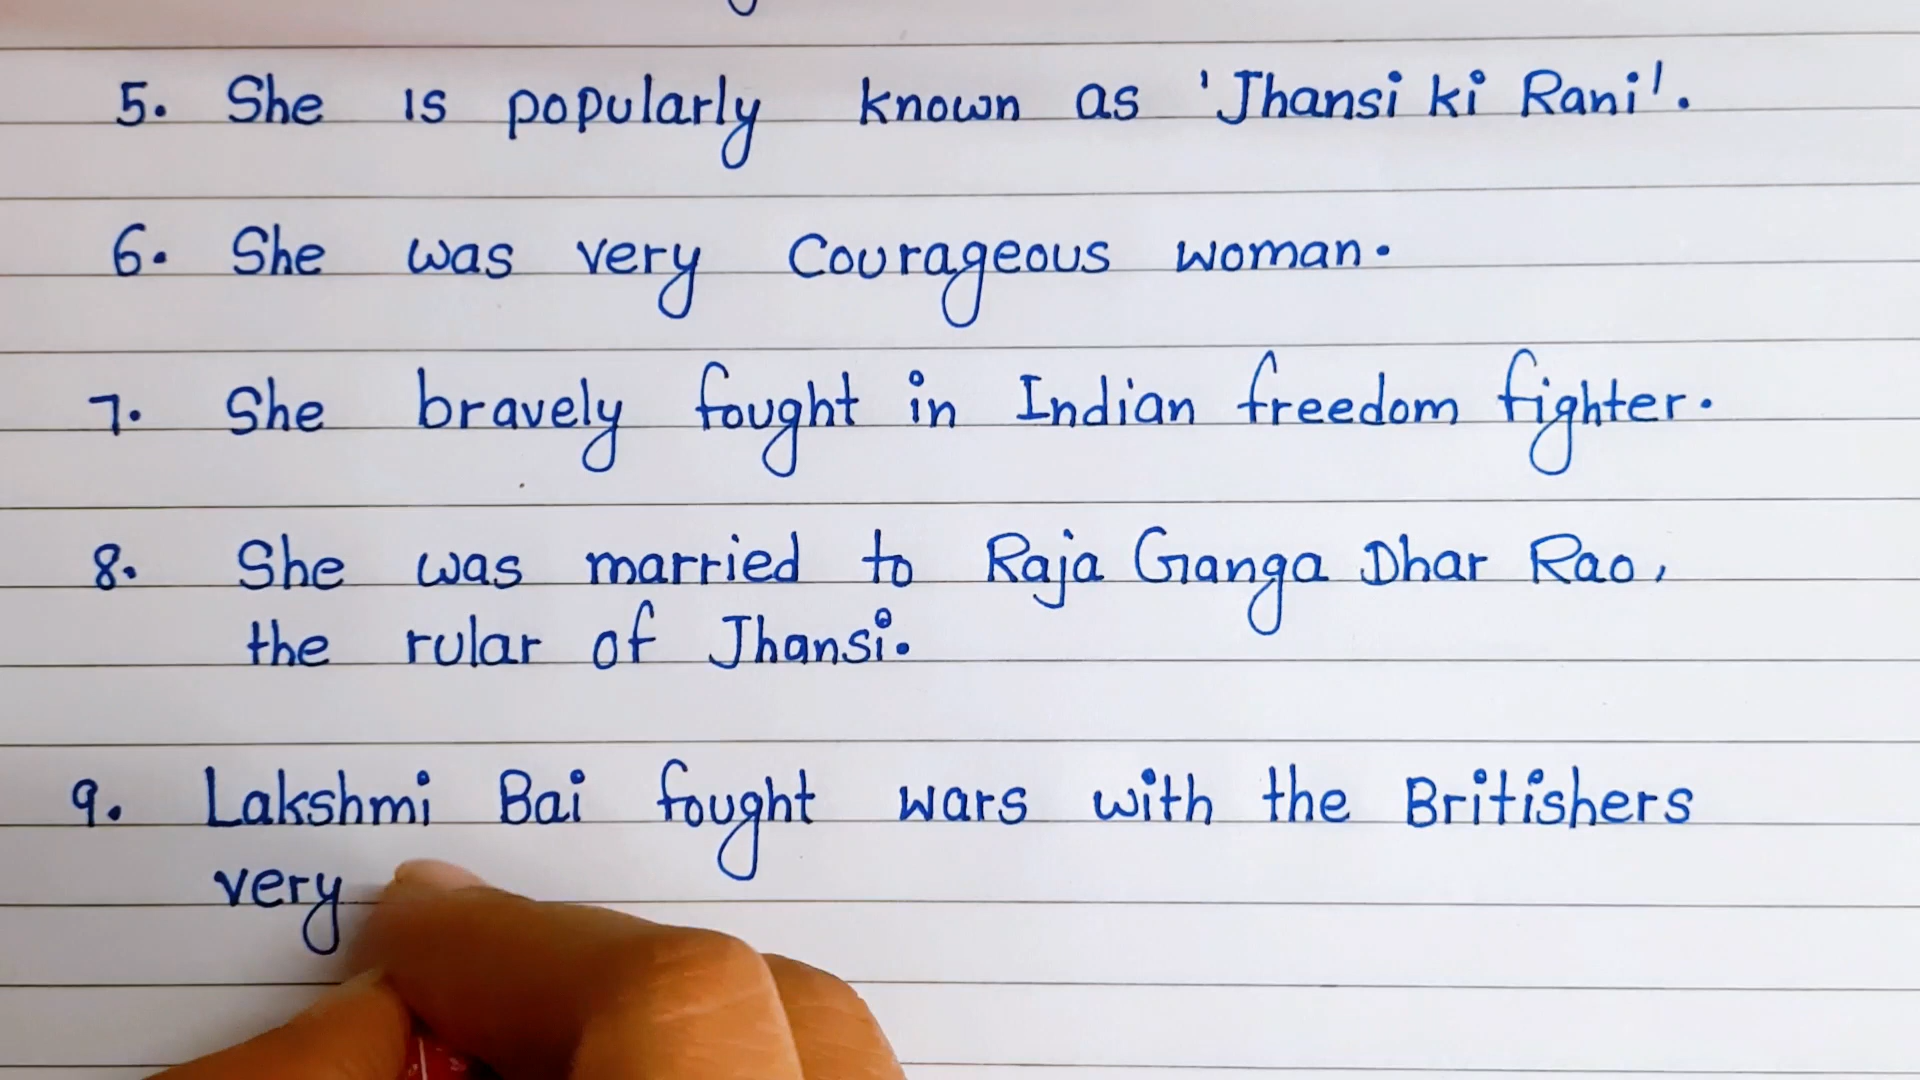 5. She is popularly known as 'Jhansi ki Rani'.
6. She was very Courageous woman.
7. She bravely fought in Indian freedom fighter.
8. She was married to Raja Ganga Dhar Rao,
the rular of Jhansi.
9. Lakshmi Bai fought wars with the Britishers
very